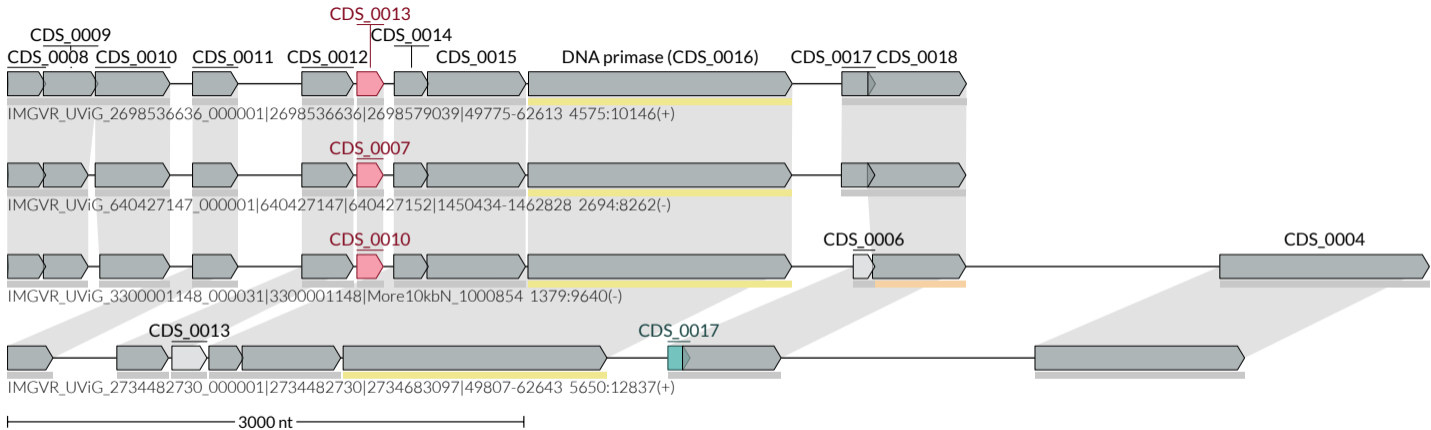 CDS_0013
CDS_0009 CDS_0014
CDS_0008 CDS_0010 CDS_0011 CDS_0012 CDS_0015 DNA primase (CDS_0016) CDS_0017 CDS_0018
IMGVR_UViG_2698536636_000001|2698536636|2698579039|49775-62613 4575:10146(+)
CDS_0007
IMGVR_UViG_640427147_000001|640427147|640427152|1450434-1462828 2694:8262(-)
CDS_0010 CDS_0006 CDS_0004
IMGVR_UViG_3300001148_000031|3300001148|More10kbN_1000854 1379:9640(-)
CDS_0013 CDS_0017
IMGVR_UViG_2734482730_000001|2734482730|2734683097|49807-62643 5650:12837(+)
3000 nt